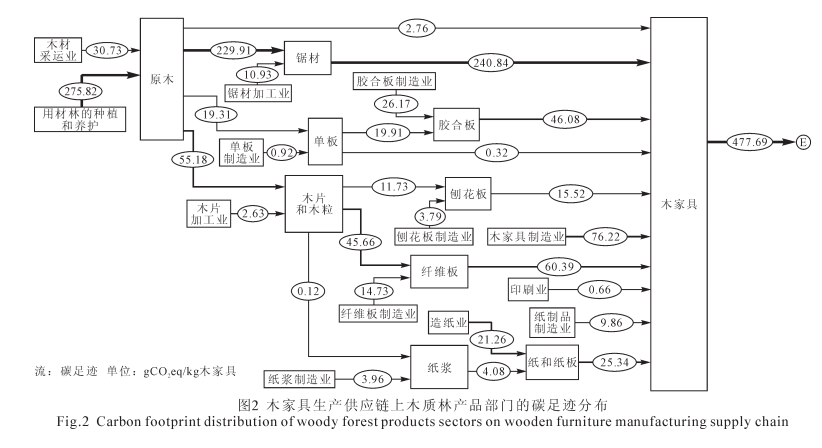 2.76
木材
采运业
30.73
229.91
锯材
240.84
10.93
275.82
原木
锯材加工业
胶合板制造业
26.17
用材林的种植
和养护
19.31
单板
19.91
胶合板
46.08
单板
制造业
0.92
0.32
477.69
E
55.18
木片
和木粒
11.73
刨花板
15.52
木家具
木片
加工业
2.63
3.79
刨花板制造业
木家具制造业
76.22
45.66
纤维板
60.39
0.12
14.73
印刷业
0.66
纤维板制造业
造纸业
纸制品
制造业
9.86
21.26
流：碳足迹 单位：gCO2eq/kg木家具
纸浆
4.08
纸和纸板
25.34
纸浆制造业
3.96
图2 木家具生产供应链上木质林产品部门的碳足迹分布
Fig.2 Carbon footprint distribution of woody forest products sectors on wooden furniture manufacturing supply chain